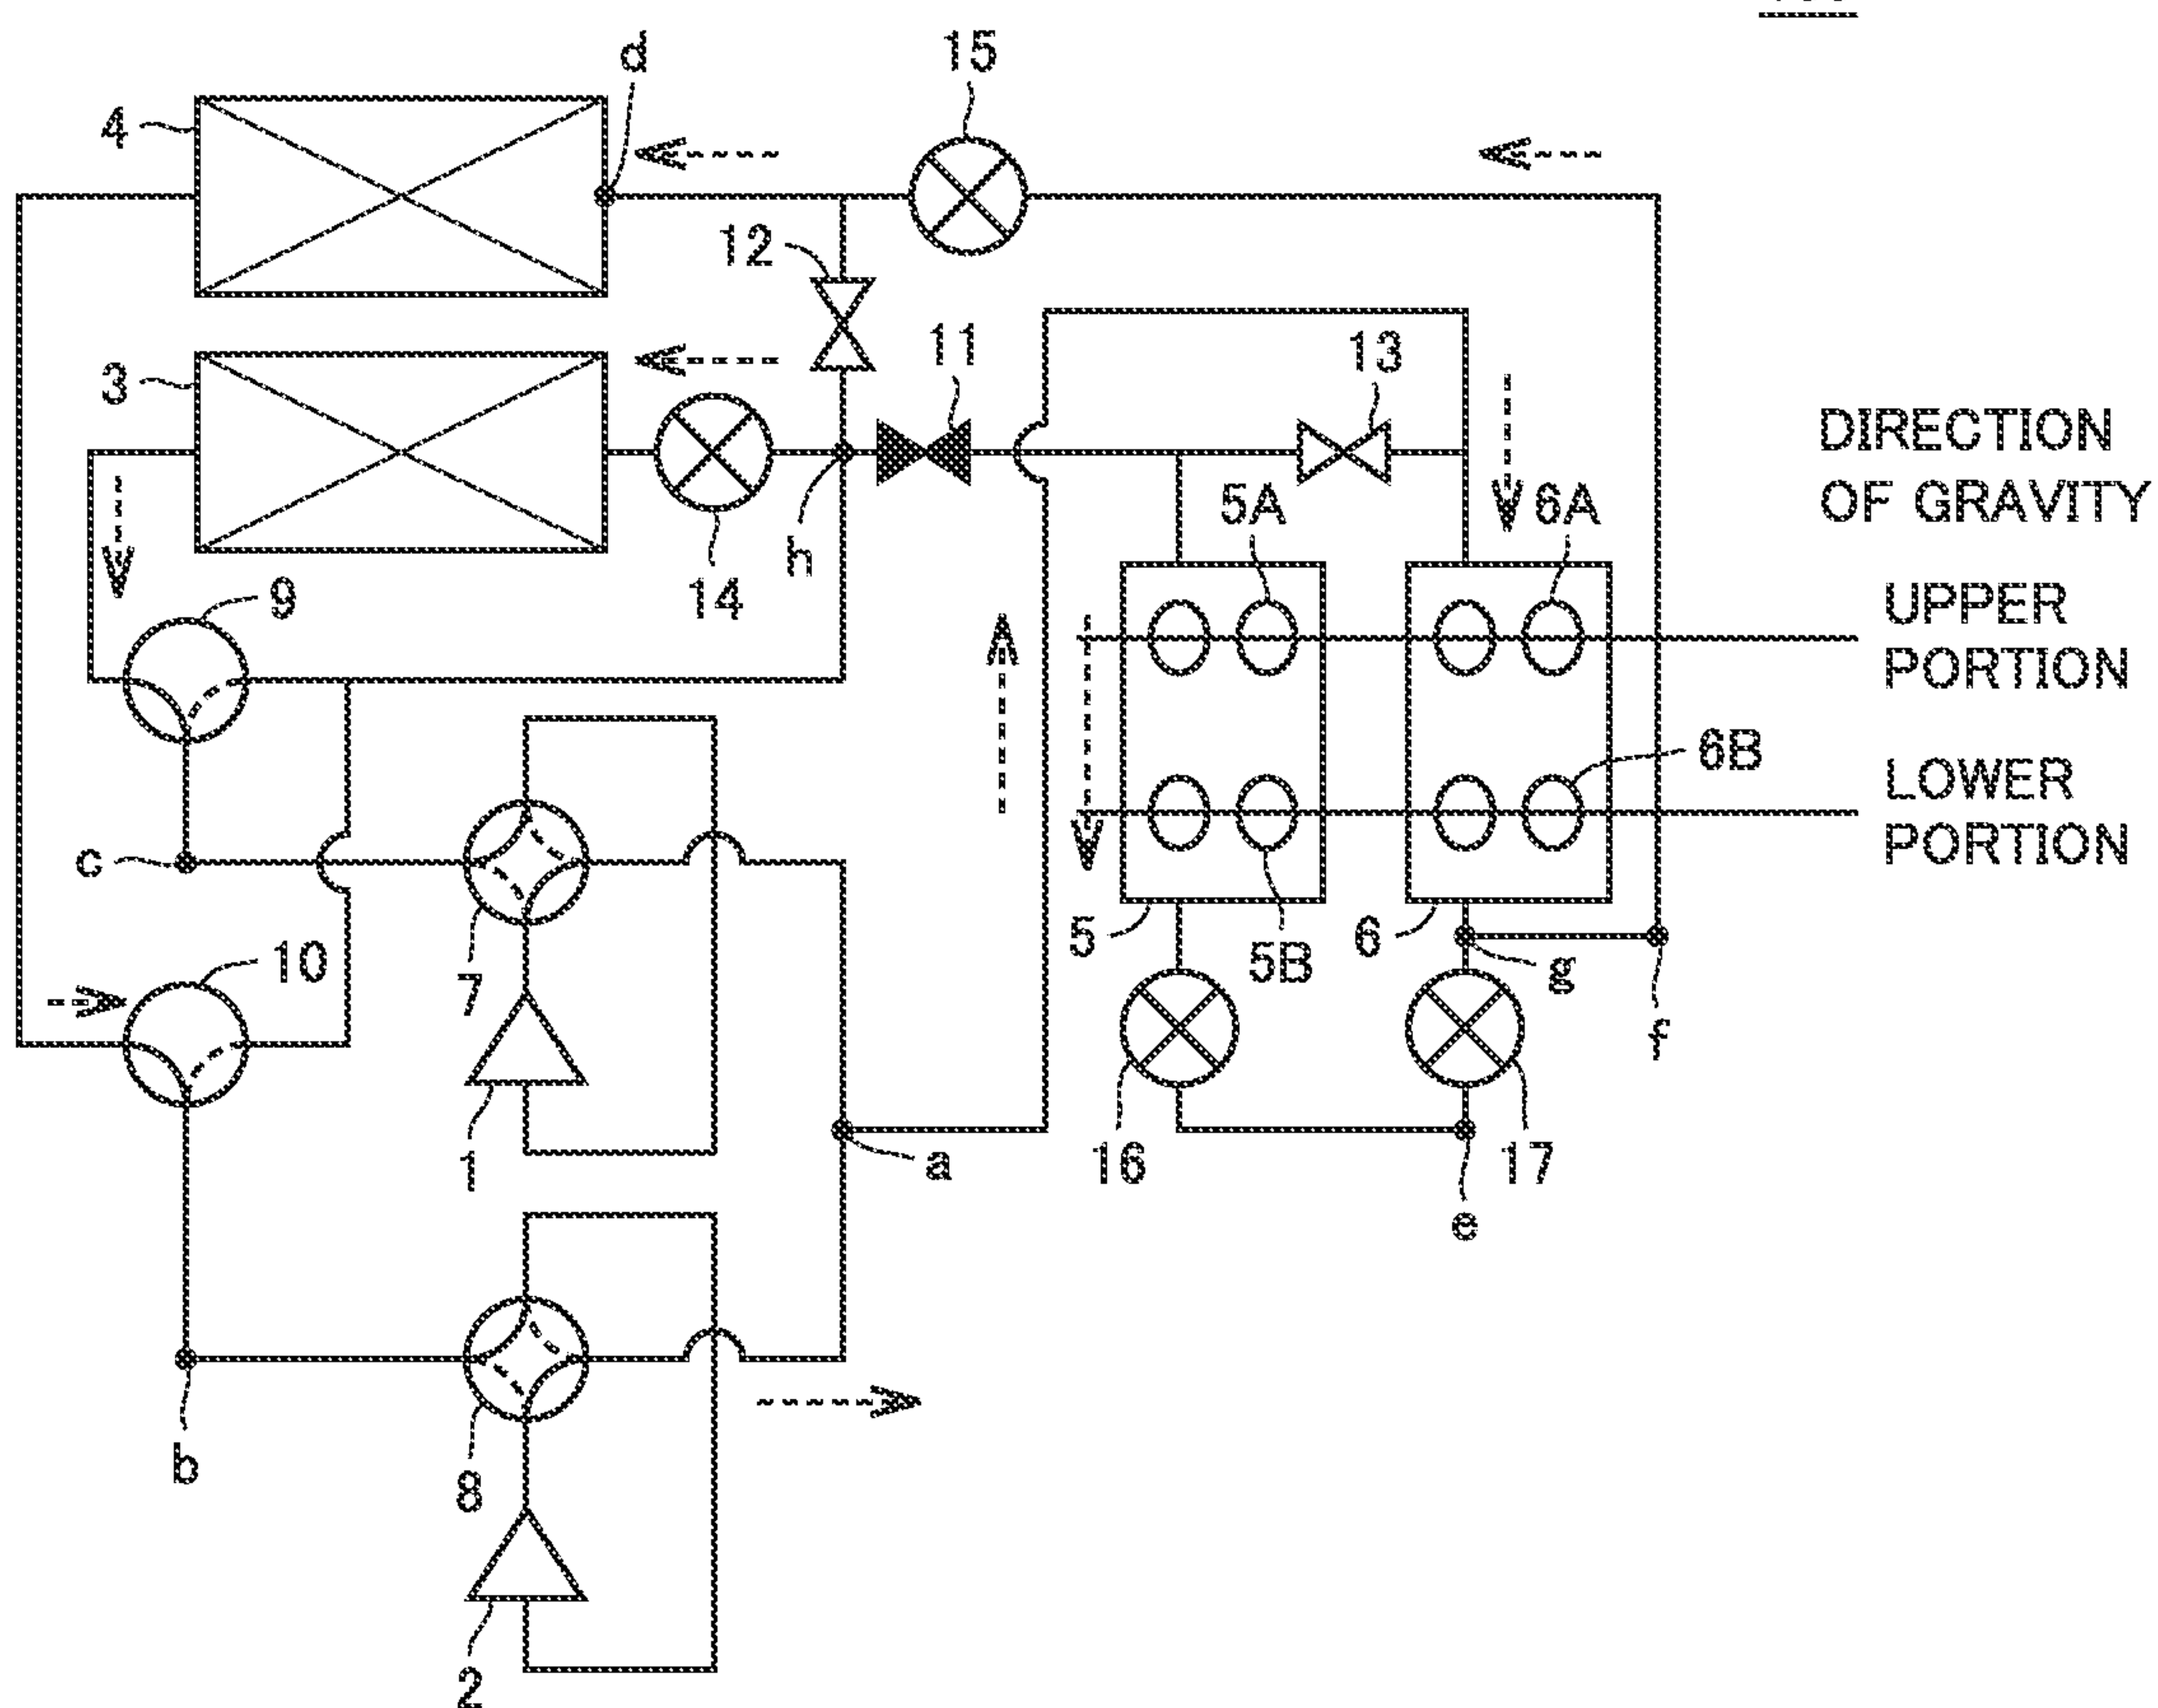 d
15
4
12
11
13
3
DIRECTION
OF GRAVITY
5A
6A
h
14
9
UPPER
PORTION
6B
LOWER
PORTION
c
7
5
5B
6
g
10
f
1
a
16
17
e
b
8
2